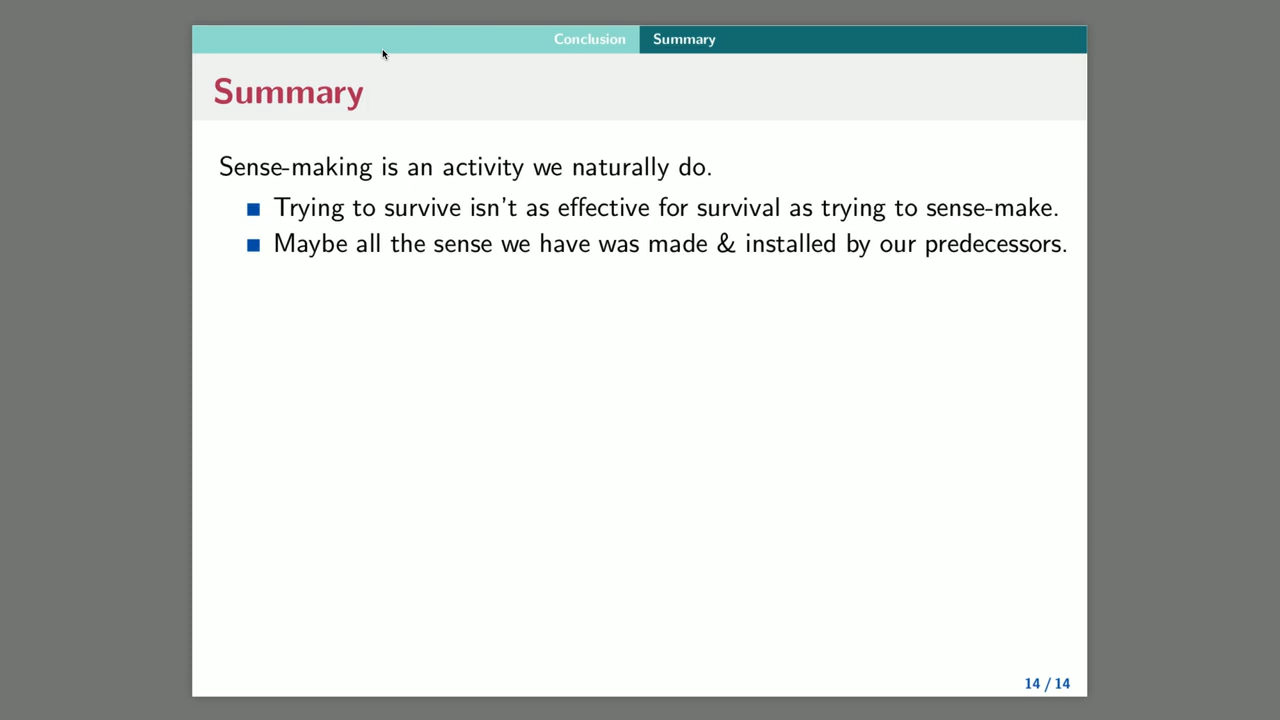 Conclusion Summary
Summary
Sense-making is an activity we naturally do.
Trying to survive isn't as effective for survival as trying to sense-make.
Maybe all the sense we have was made & installed by our predecessors.
14 / 14